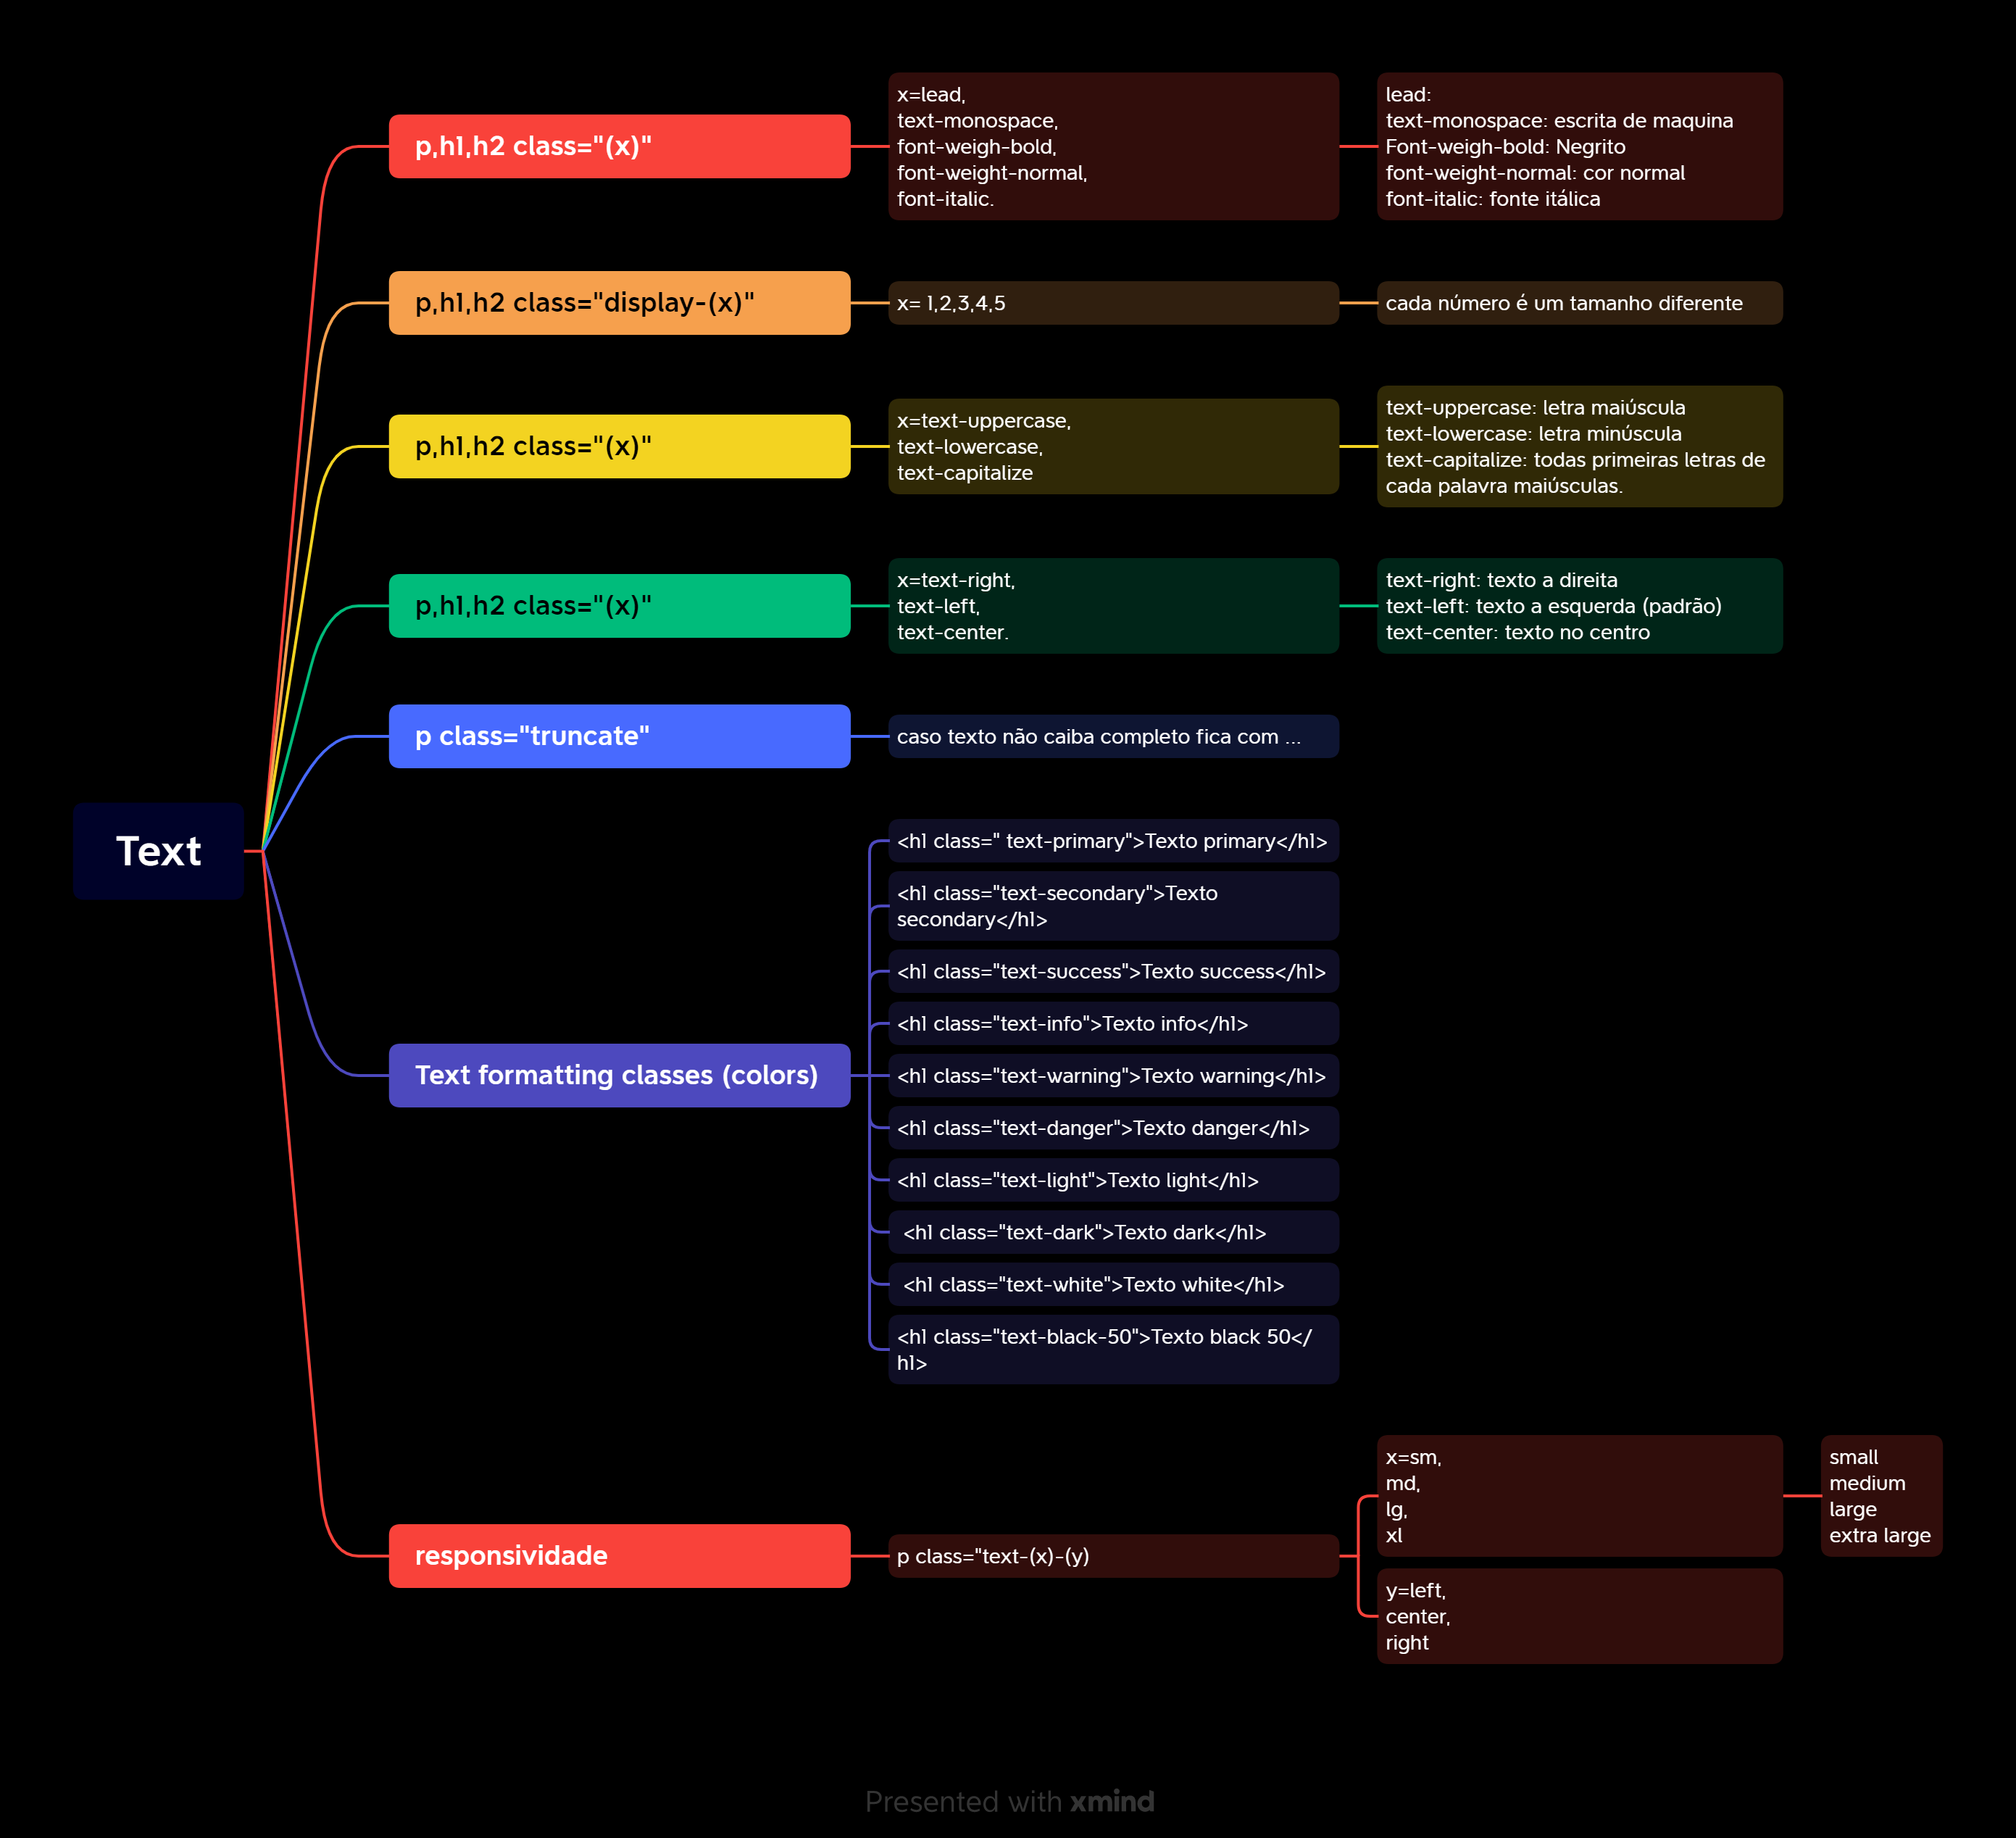 Text
p,h1,h2 class="(x)"
x=lead,
text-monospace,
font-weigh-bold,
font-weight-normal,
font-italic.
lead:
text-monospace: escrita de maquina
Font-weigh-bold: Negrito
font-weight-normal: cor normal
font-italic: fonte itálica
p,h1,h2 class="display-(x)"
x= 1,2,3,4,5
cada número é um tamanho diferente
p,h1,h2 class="(x)"
x=text-uppercase,
text-lowercase,
text-capitalize
text-uppercase: letra maiúscula
text-lowercase: letra minúscula
text-capitalize: todas primeiras letras de
cada palavra maiúsculas.
p,h1,h2 class="(x)"
x=text-right,
text-left,
text-center.
text-right: texto a direita
text-left: texto a esquerda (padrão)
text-center: texto no centro
p class="truncate"
caso texto não caiba completo fica com ...
Text formatting classes (colors)
<h1 class=" text-primary">Texto primary</h1>
<h1 class="text-secondary">Texto
secondary</h1>
<h1 class="text-success">Texto success</h1>
<h1 class="text-info">Texto info</h1>
<h1 class="text-warning">Texto warning</h1>
<h1 class="text-danger">Texto danger</h1>
<h1 class="text-light">Texto light</h1>
<h1 class="text-dark">Texto dark</h1>
<h1 class="text-white">Texto white</h1>
<h1 class="text-black-50">Texto black 50</
h1>
responsividade
p class="text-(x)-(y)
x=sm,
md,
lg,
xl
small
medium
large
extra large
y=left,
center,
right
Presented with xmind